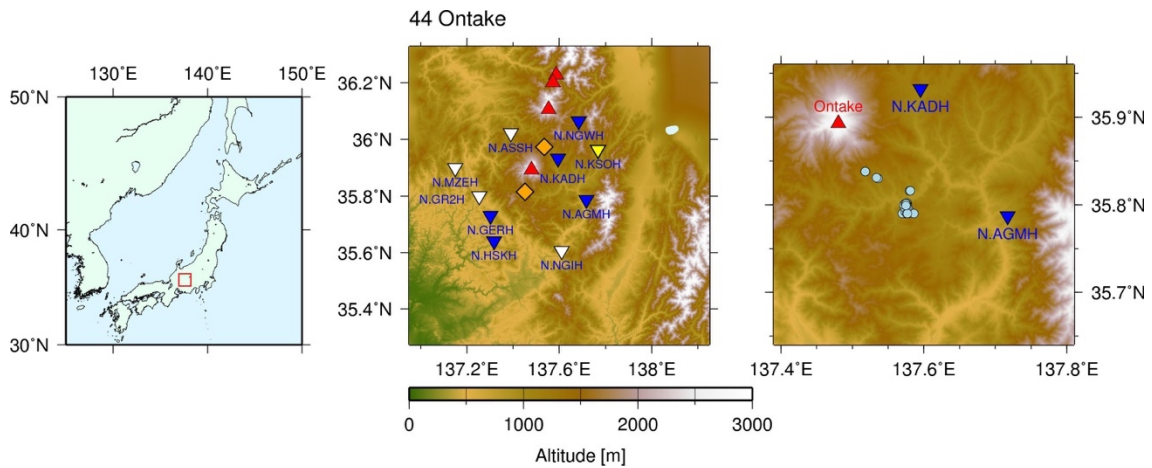 44 Ontake
130˚E 140˚E 150˚E
50˚N
40˚N
30˚N
36.2˚N
36˚N
35.8˚N
35.6˚N
35.4˚N
N.NGWH
N.ASSH
N.KSOH
N.KADH
N.MZEH
N.GR2H
N.AGMH
N.GERH
N.HSKH
N.NGIH
137.2˚E 137.6˚E 138˚E
Ontake
N.KADH
N.AGMH
35.9˚N
35.8˚N
35.7˚N
137.4˚E 137.6˚E 137.8˚E
0 1000 2000 3000
Altitude [m]